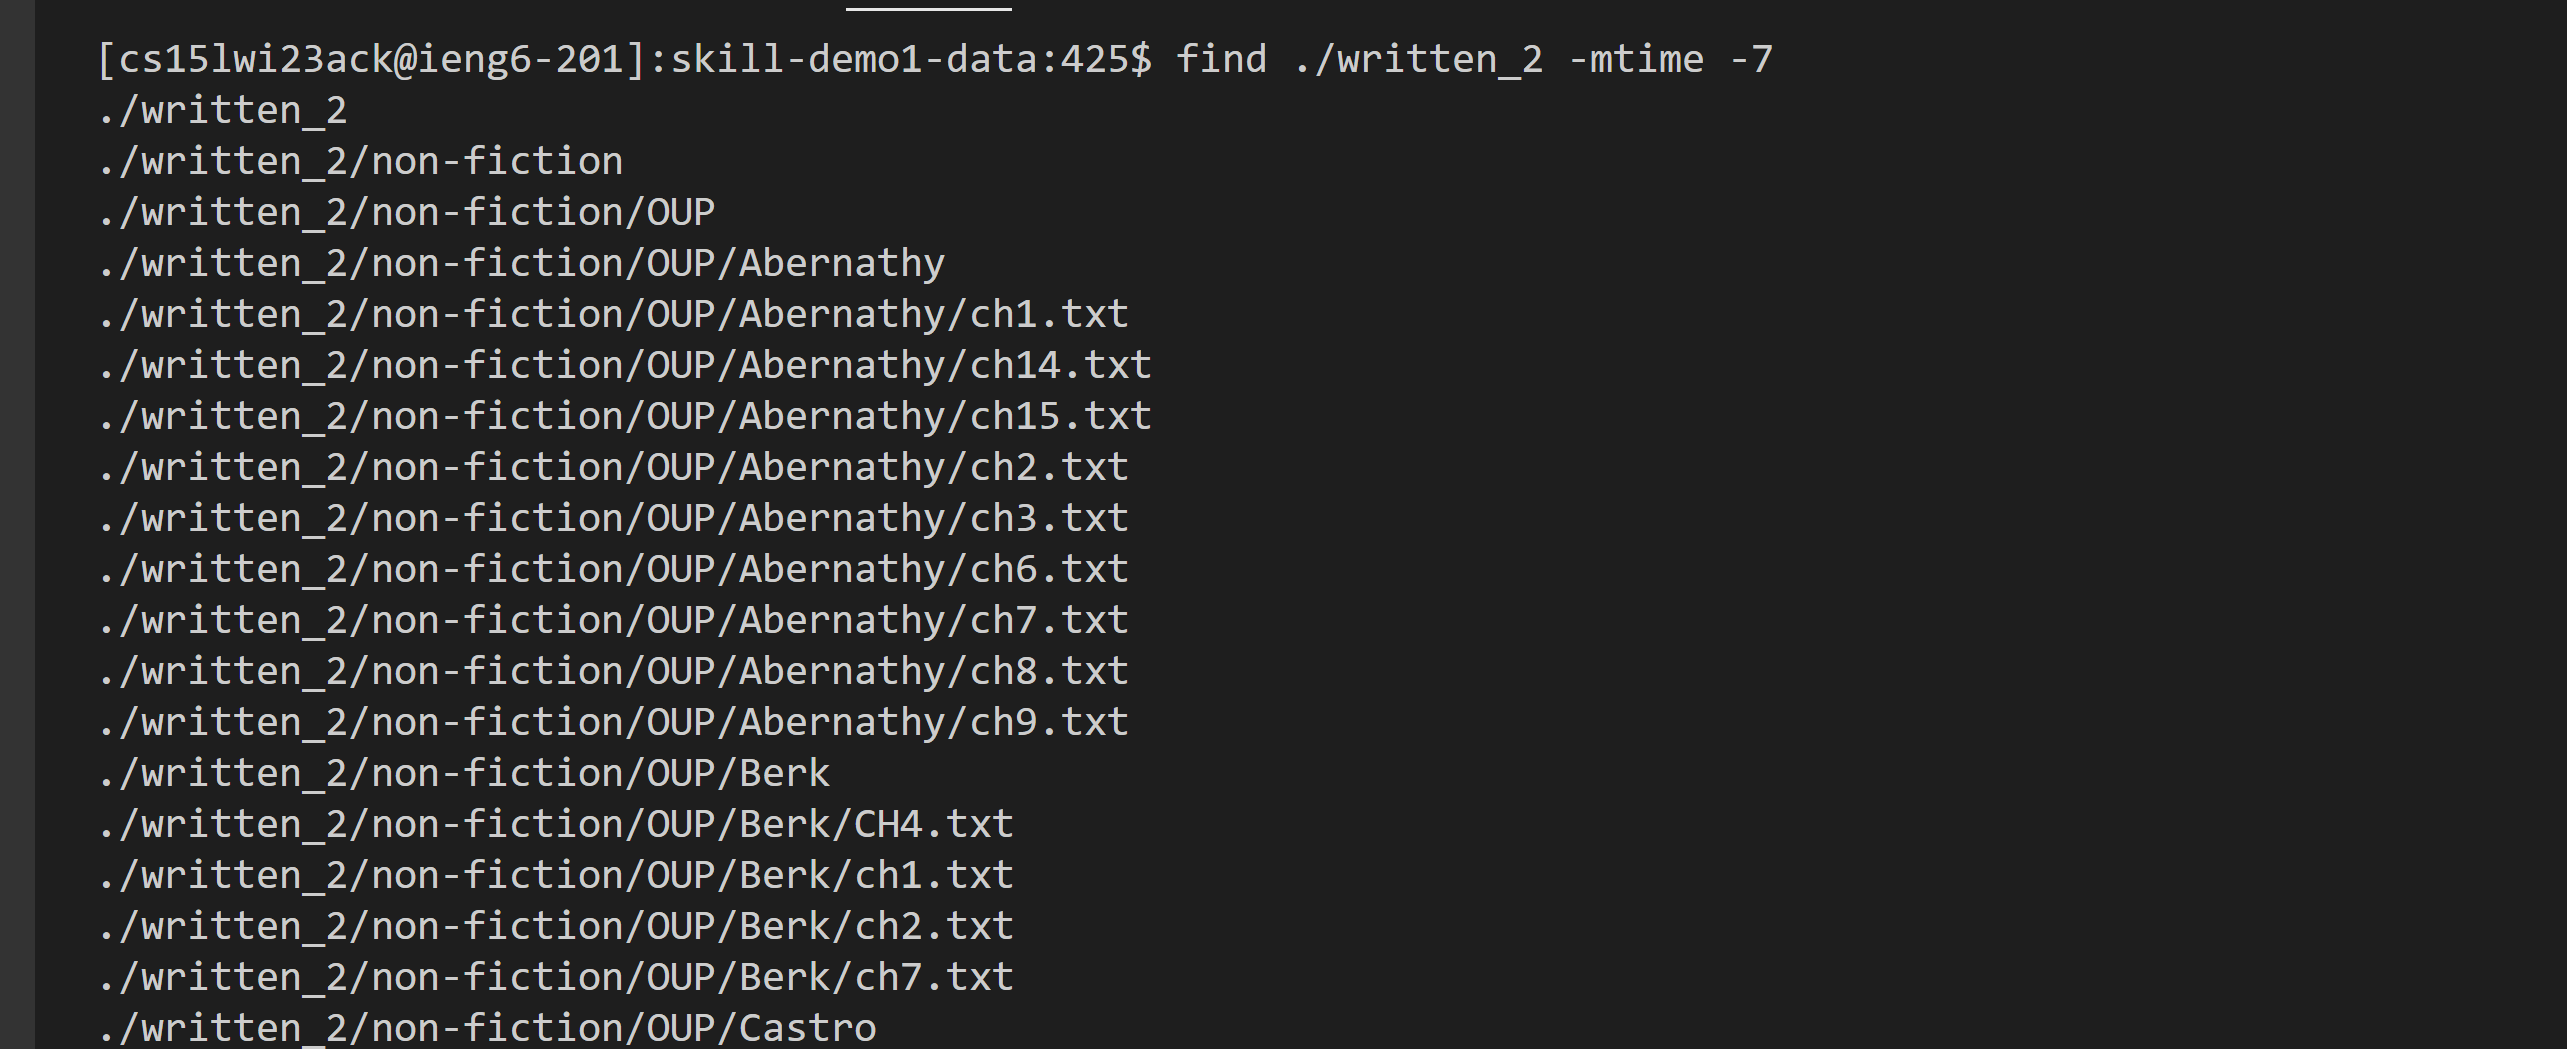 [cs15lwi23ack@ieng6-201]:skill-demo1-data:425$ find ./written_2 -mtime -7
./written_2
./written_2/non-fiction
./written_2/non-fiction/OUP
./written_2/non-fiction/OUP/Abernathy
./written_2/non-fiction/OUP/Abernathy/ch1.txt
./written_2/non-fiction/OUP/Abernathy/ch14.txt
./written_2/non-fiction/OUP/Abernathy/ch15.txt
./written_2/non-fiction/OUP/Abernathy/ch2.txt
./written_2/non-fiction/OUP/Abernathy/ch3.txt
./written_2/non-fiction/OUP/Abernathy/ch6.txt
./written_2/non-fiction/OUP/Abernathy/ch7.txt
./written_2/non-fiction/OUP/Abernathy/ch8.txt
./written_2/non-fiction/OUP/Abernathy/ch9.txt
./written_2/non-fiction/OUP/Berk
./written_2/non-fiction/OUP/Berk/CH4.txt
./written_2/non-fiction/OUP/Berk/ch1.txt
./written_2/non-fiction/OUP/Berk/ch2.txt
./written_2/non-fiction/OUP/Berk/ch7.txt
./written_2/non-fiction/OUP/Castro